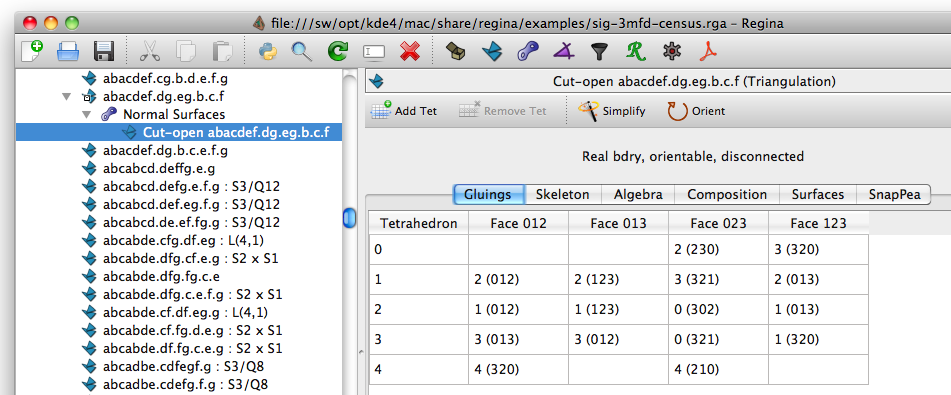 file:///sw/opt/kde4/mac/share/regina/examples/sig-3mfd-census.rga – Regina
abacdef.cg.b.d.e.f.g
abacdef.dg.eg.b.c.f
Normal Surfaces
Cut-open abacdef.dg.eg.b.c.f
abacdef.dg.b.c.e.f.g
abcabcd.deffg.e.g
abcabcd.defg.e.f.g : S3/Q12
abcabcd.def.eg.f.g : S3/Q12
abcabcd.de.ef.fg.g : S3/Q12
abcabde.cfg.df.eg : L(4,1)
abcabde.dfg.cf.e.g : S2 x S1
abcabde.dfg.fg.c.e
abcabde.dfg.c.e.f.g : S2 x S1
abcabde.cf.df.eg.g : L(4,1)
abcabde.cf.fg.d.e.g : S2 x S1
abcabde.df.fg.c.e.g : S2 x S1
abcadbe.cdfegf.g : S3/Q8
abcadbe.cdefg.f.g : S3/Q8
Cut-open abacdef.dg.eg.b.c.f (Triangulation)
Add Tet Remove Tet Simplify Orient
Real bdry, orientable, disconnected
Gluings Skeleton Algebra Composition Surfaces SnapPea
Tetrahedron Face 012 Face 013 Face 023 Face 123
0 2 (230) 3 (320)
1 2 (012) 2 (123) 3 (321) 2 (013)
2 1 (012) 1 (123) 0 (302) 1 (013)
3 3 (013) 3 (012) 0 (321) 1 (320)
4 4 (320) 4 (210)